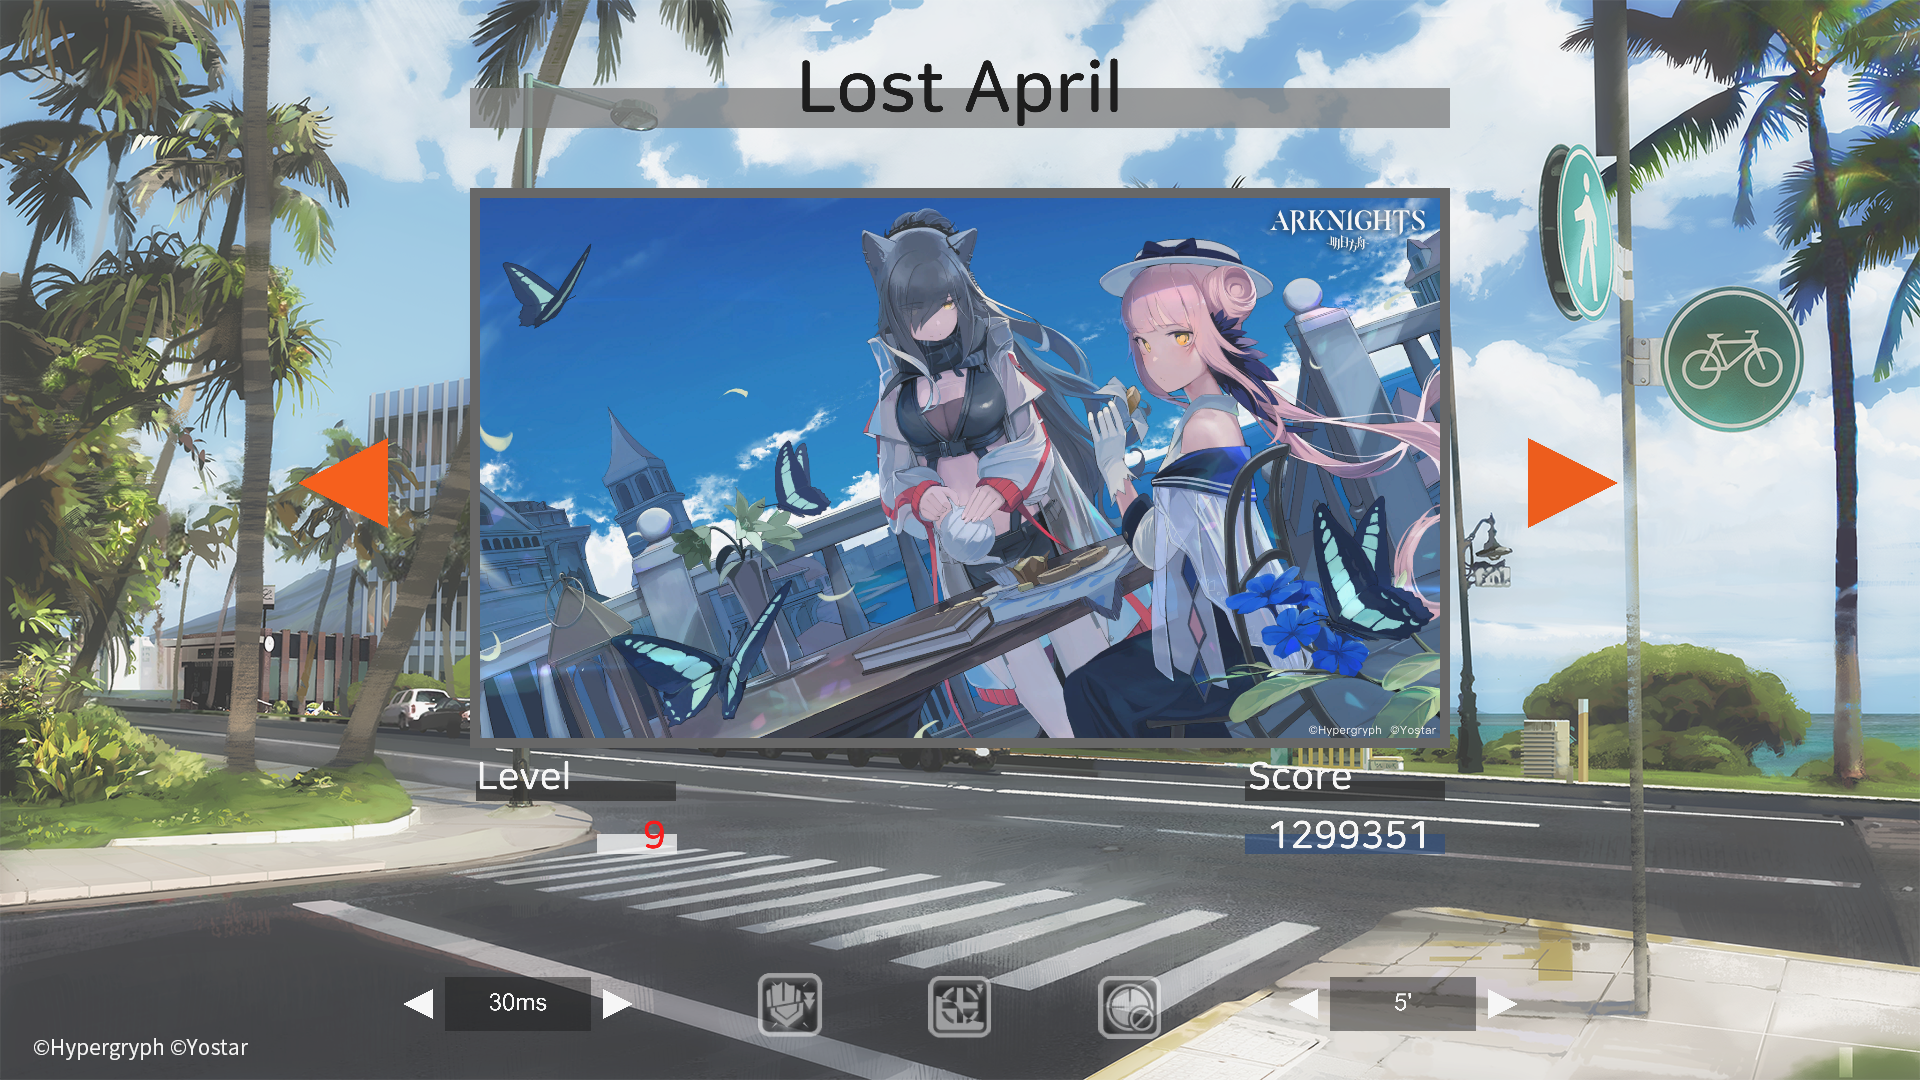 Lost April
ARKNIGHTS
明日方舟
©Hypergryph ©Yostar
Level
Score
9
1299351
30ms
5'
©Hypergryph ©Yostar